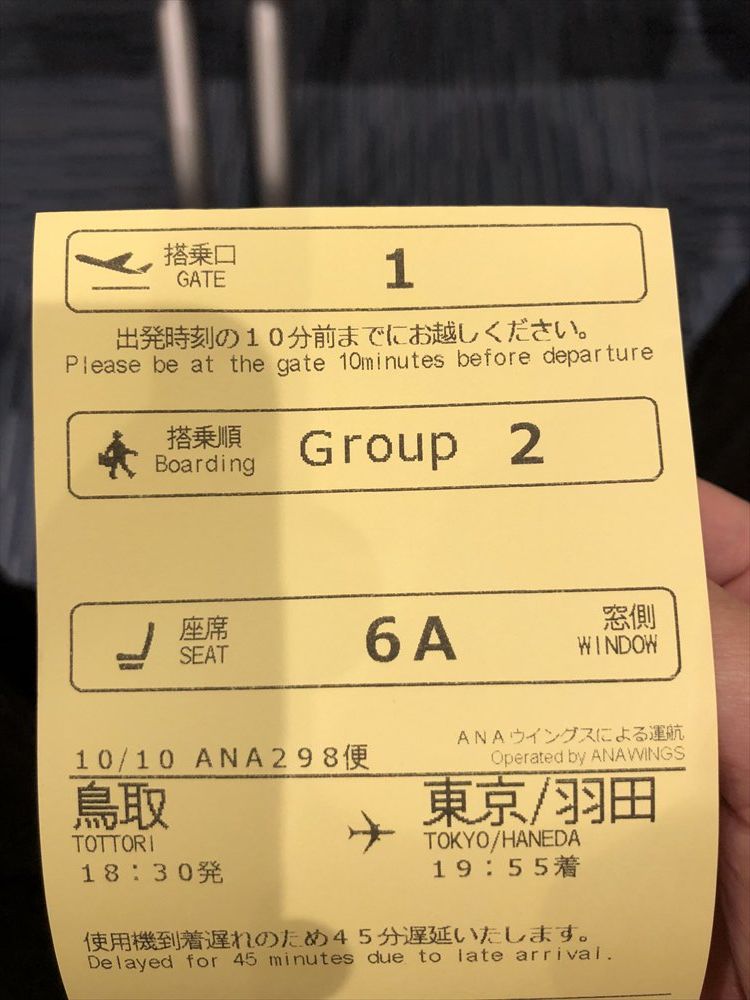 搭乗口
GATE
1
出発時刻の10分前までにお越しください。
Please be at the gate 10minutes before departure
搭乗順
Boarding
Group 2
座席
SEAT
6A
窓側
WINDOW
ANAウイングスによる運航
10/10 ANA298便
Operated by ANAWINGS
鳥取
東京/羽田
TOTTORI
TOKYO/HANEDA
18:30発
19:55着
使用機到着遅れのため45分遅延いたします。
Delayed for 45 minutes due to late arrival.